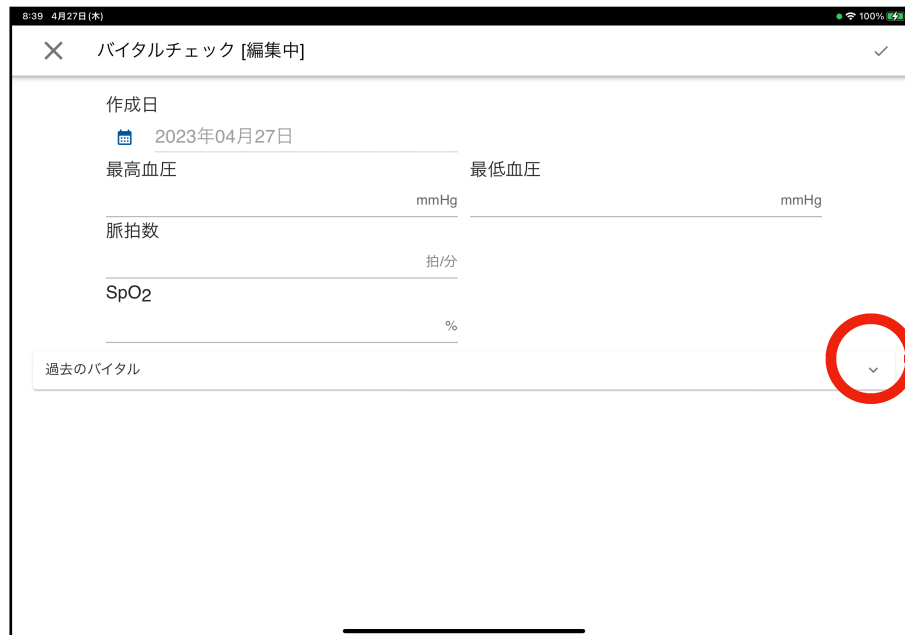 8:39 4月27日(木)
100%
バイタルチェック [編集中]
作成日
2023年04月27日
最高血圧
最低血圧
mmHg
mmHg
脈拍数
拍/分
SpO2
%
過去のバイタル